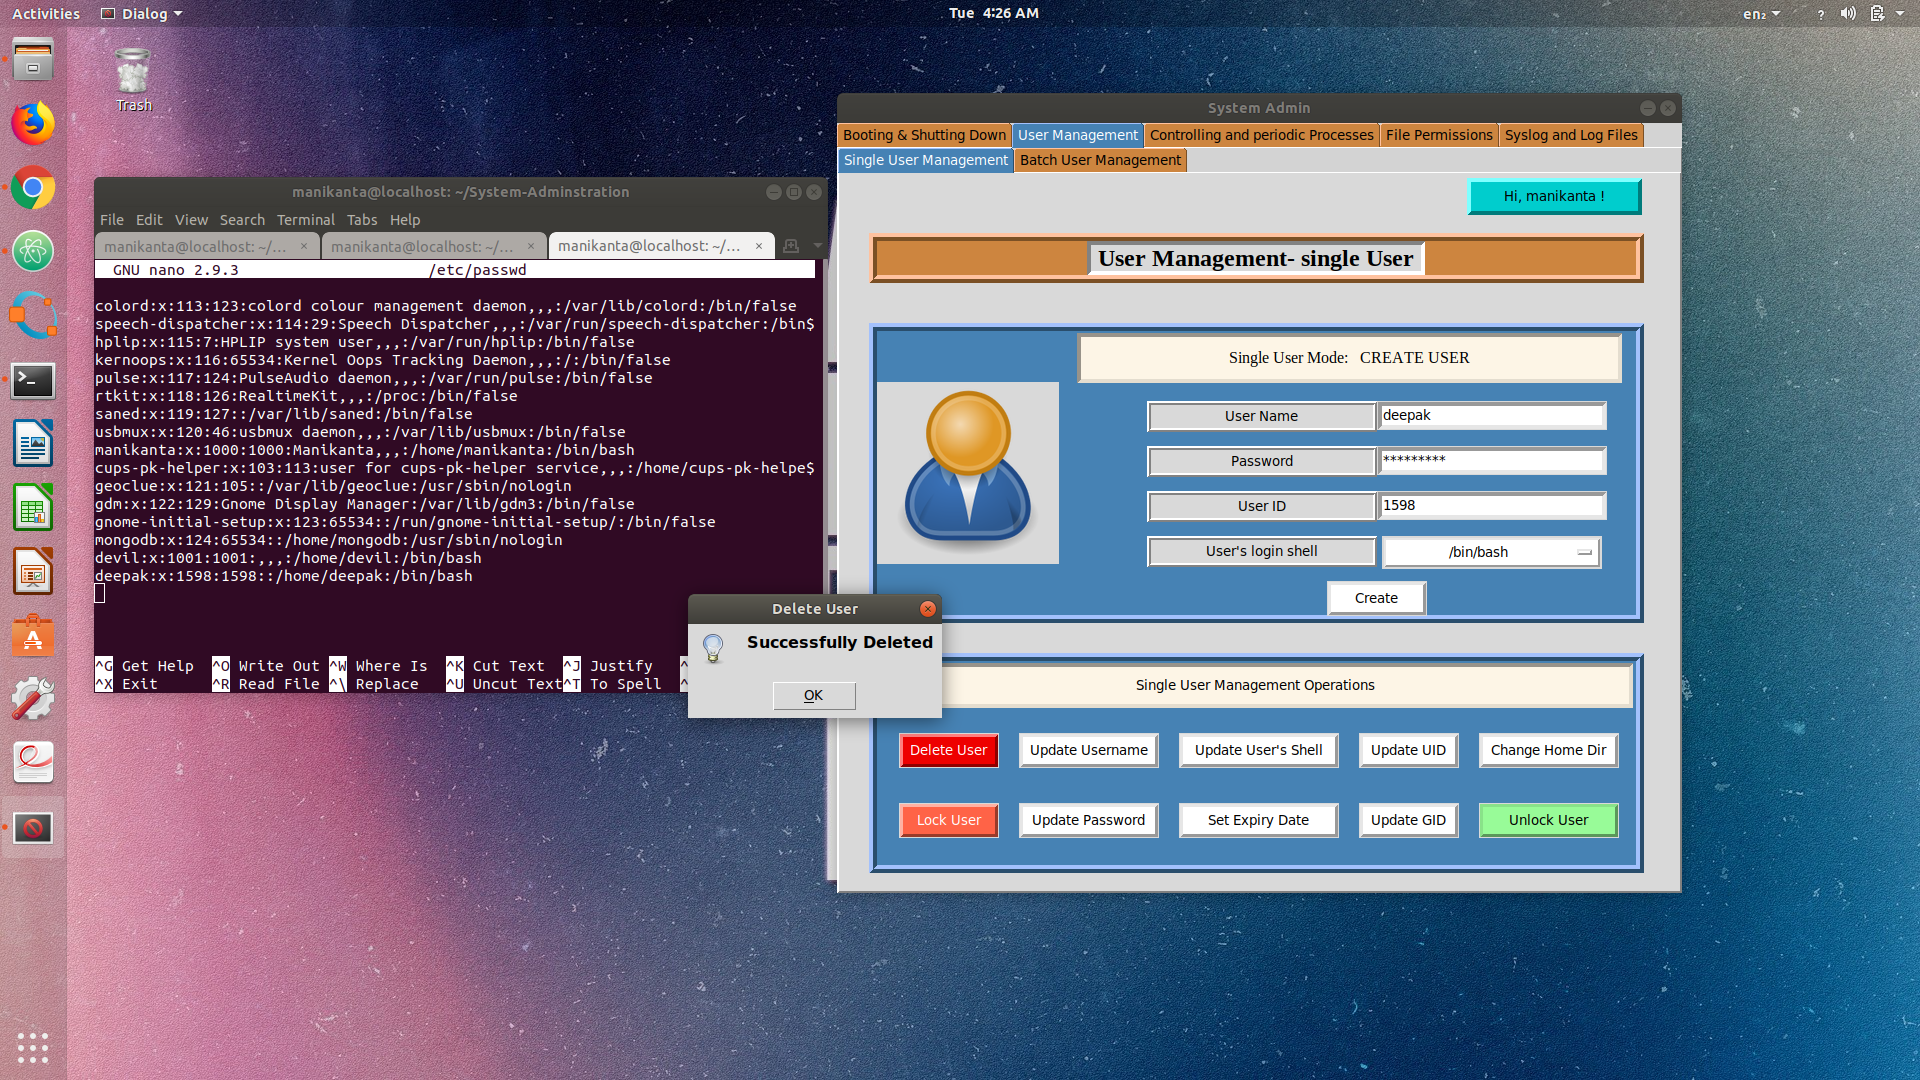 Activities
Dialog
Tue 4:26 AM
en₂
?
Trash
manikanta@localhost: ~/System-Adminstration
File Edit View Search Terminal Tabs Help
manikanta@localhost: ~/... × manikanta@localhost: ~/... × manikanta@localhost: ~/... ×
GNU nano 2.9.3 /etc/passwd
colord:x:113:123:colord colour management daemon,,,:/var/lib/colord:/bin/false
speech-dispatcher:x:114:29:Speech Dispatcher,,,:/var/run/speech-dispatcher:/bin$
hplip:x:115:7:HPLIP system user,,,:/var/run/hplip:/bin/false
kernoops:x:116:65534:Kernel Oops Tracking Daemon,,,:/:/bin/false
pulse:x:117:124:PulseAudio daemon,,,:/var/run/pulse:/bin/false
rtkit:x:118:126:RealtimeKit,,,:/proc:/bin/false
saned:x:119:127::/var/lib/saned:/bin/false
usbmux:x:120:46:usbmux daemon,,,:/var/lib/usbmux:/bin/false
manikanta:x:1000:1000:Manikanta,,,:/home/manikanta:/bin/bash
cups-pk-helper:x:103:113:user for cups-pk-helper service,,,:/home/cups-pk-helpe$
geoclue:x:121:105::/var/lib/geoclue:/usr/sbin/nologin
gdm:x:122:129:Gnome Display Manager:/var/lib/gdm3:/bin/false
gnome-initial-setup:x:123:65534::/run/gnome-initial-setup/:/bin/false
mongodb:x:124:65534::/home/mongodb:/usr/sbin/nologin
devil:x:1001:1001:,,,:/home/devil:/bin/bash
deepak:x:1598:1598::/home/deepak:/bin/bash
^G Get Help ^O Write Out ^W Where Is ^K Cut Text ^J Justify ^
^X Exit ^R Read File ^\ Replace ^U Uncut Text ^T To Spell ^
Delete User
Successfully Deleted
OK
System Admin
Booting & Shutting Down User Management Controlling and periodic Processes File Permissions Syslog and Log Files
Single User Management Batch User Management
Hi, manikanta !
User Management- single User
Single User Mode: CREATE USER
User Name deepak
Password *********
User ID 1598
User's login shell /bin/bash
Create
Single User Management Operations
Delete User Update Username Update User's Shell Update UID Change Home Dir
Lock User Update Password Set Expiry Date Update GID Unlock User